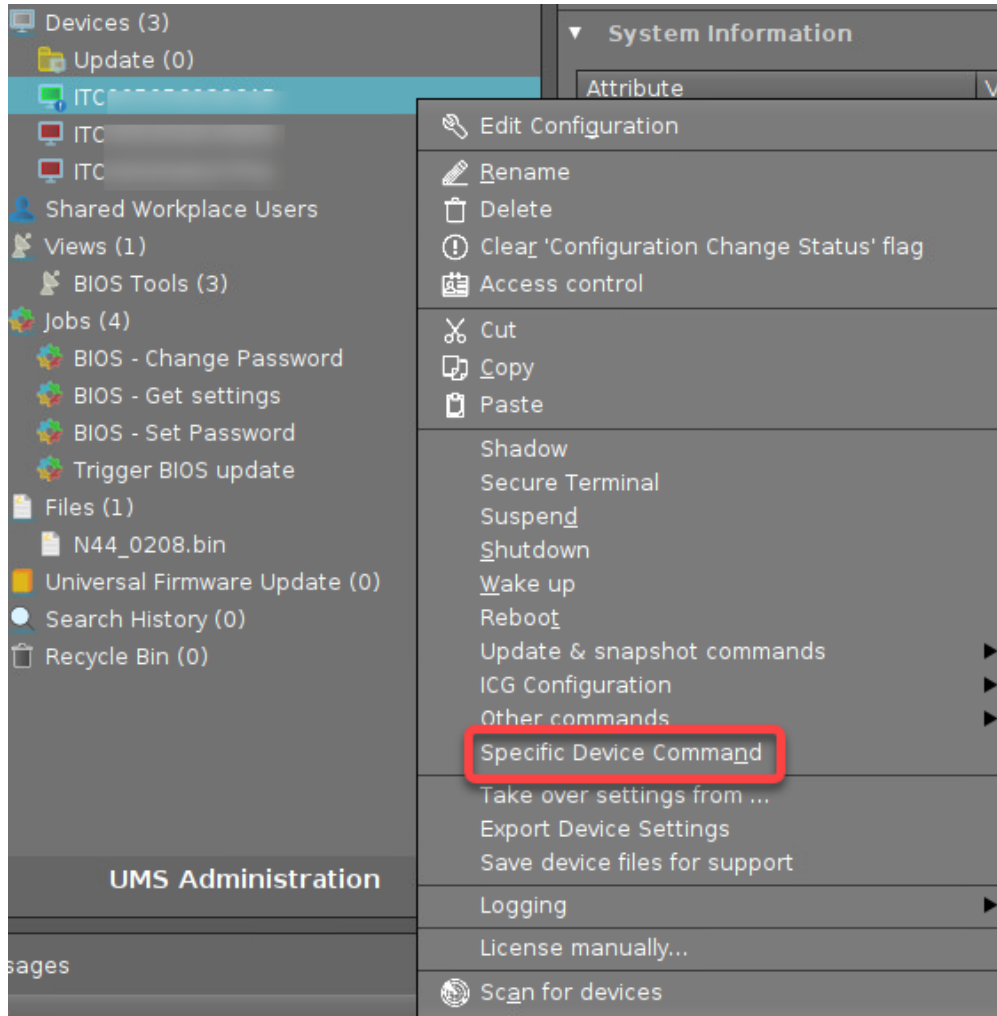 Devices (3)
Update (0)
ITC
ITC
ITC
Shared Workplace Users
Views (1)
BIOS Tools (3)
Jobs (4)
BIOS - Change Password
BIOS - Get settings
BIOS - Set Password
Trigger BIOS update
Files (1)
N44_0208.bin
Universal Firmware Update (0)
Search History (0)
Recycle Bin (0)
UMS Administration
sages
System Information
Attribute
Edit Configuration
Rename
Delete
Clear 'Configuration Change Status' flag
Access control
Cut
Copy
Paste
Shadow
Secure Terminal
Suspend
Shutdown
Wake up
Reboot
Update & snapshot commands
ICG Configuration
Other commands
Specific Device Command
Take over settings from ...
Export Device Settings
Save device files for support
Logging
License manually...
Scan for devices